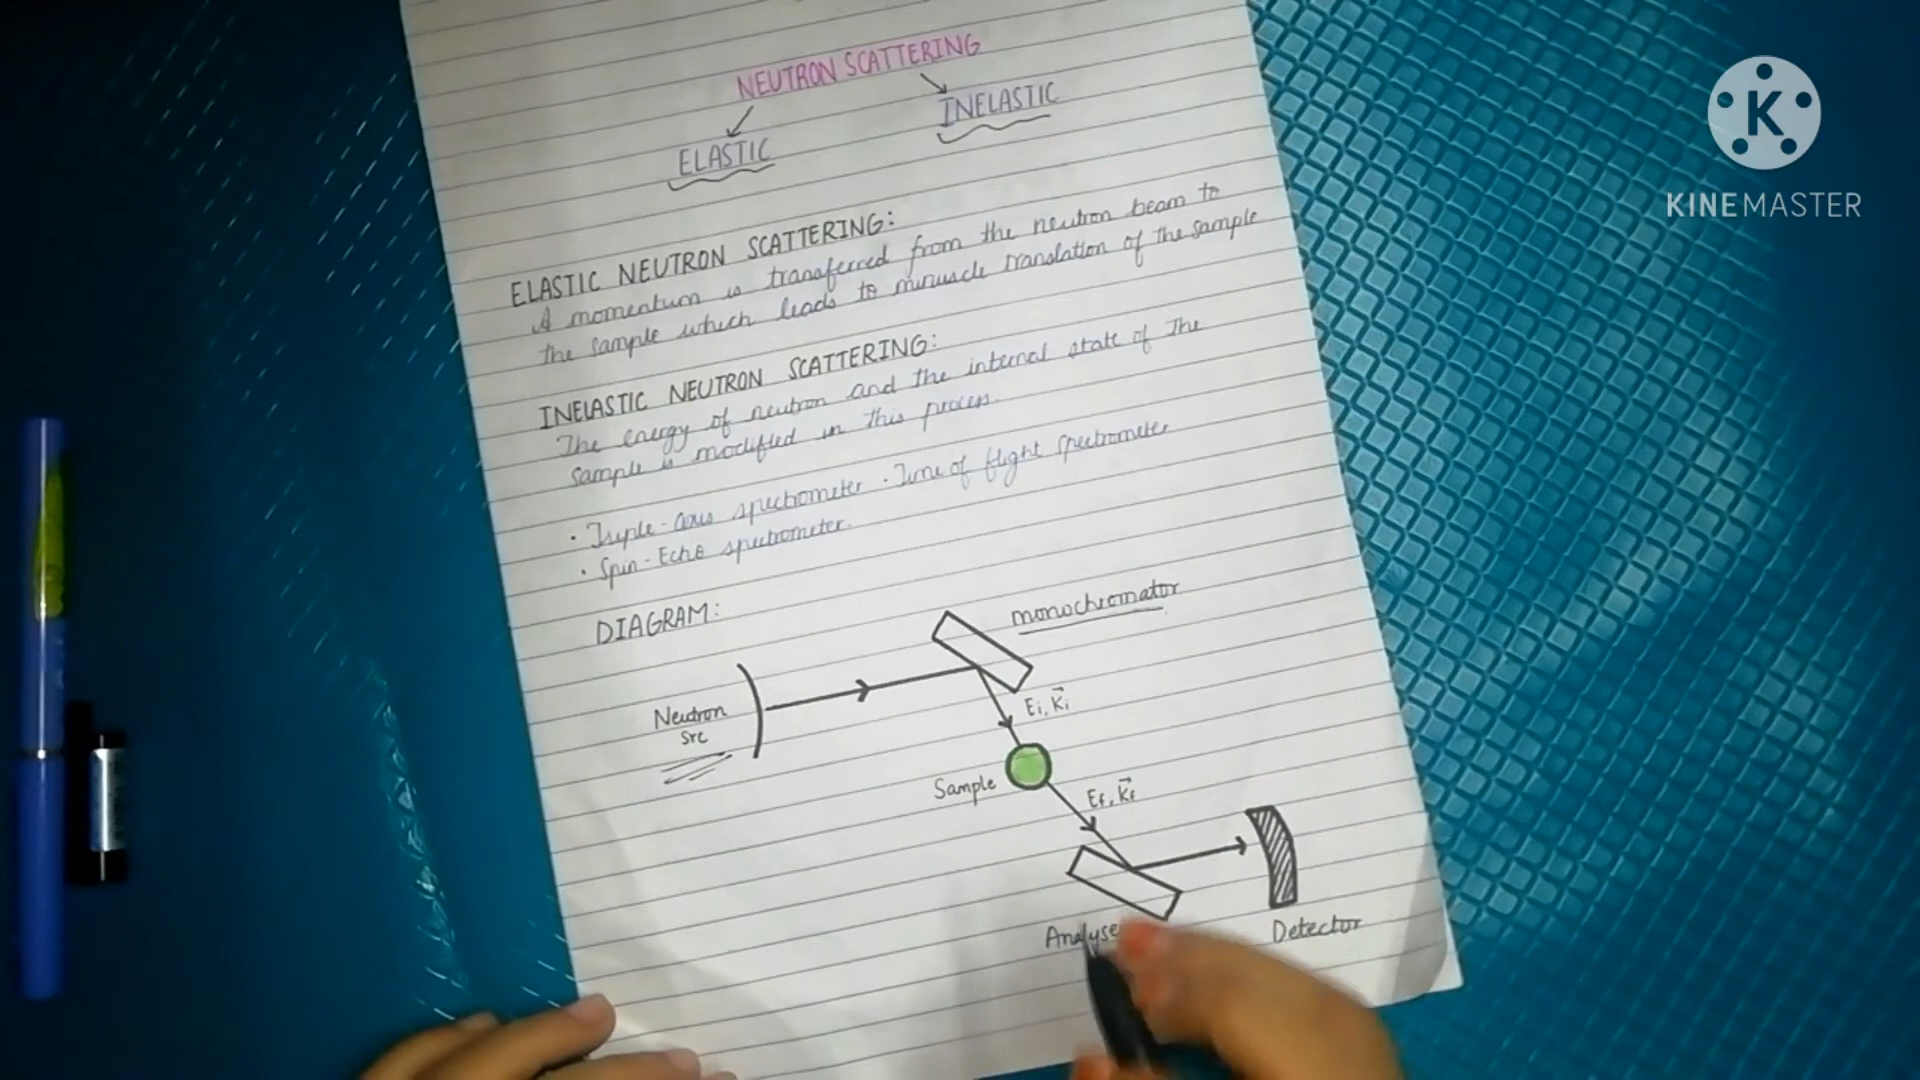 NEUTRON SCATTERING
ELASTIC
INELASTIC
ELASTIC NEUTRON SCATTERING:
A momentum is transferred from the neutron beam to
the sample which leads to minuscle translation of the sample
INELASTIC NEUTRON SCATTERING:
The energy of neutron and the internal state of the
sample is modified in this process.
· Triple-axis spectrometer · Time of flight spectrometer
· Spin-Echo spectrometer.
DIAGRAM:
monochromator
Neutron
src
Ei, K⃗i
Sample
Ef, K⃗f
Analyse
Detector
K
KINEMASTER